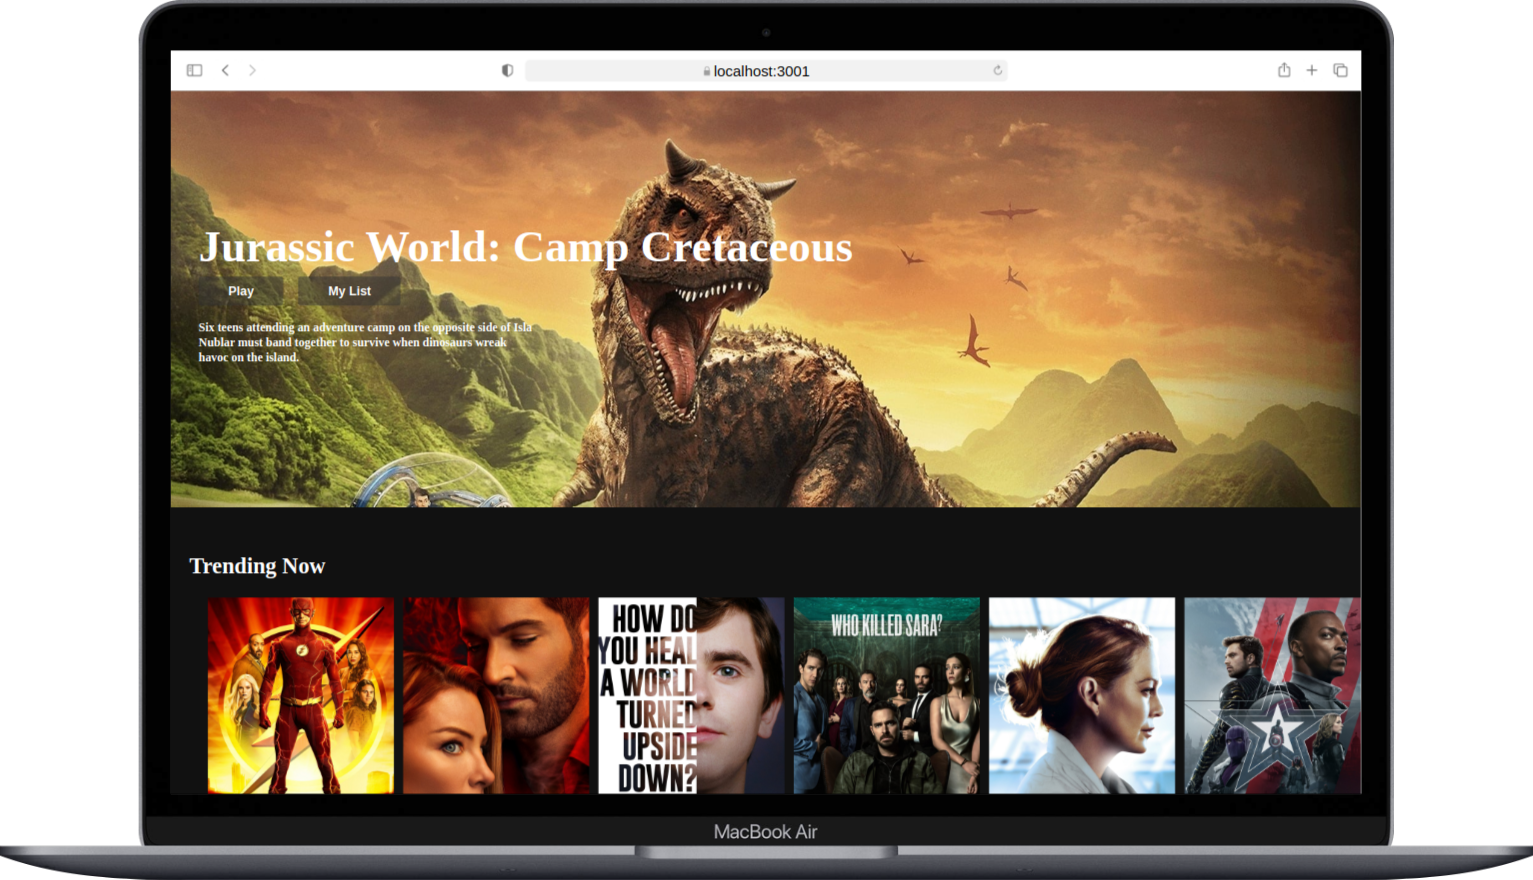 localhost:3001
Jurassic World: Camp Cretaceous
Play
My List
Six teens attending an adventure camp on the opposite side of Isla
Nublar must band together to survive when dinosaurs wreak
havoc on the island.
Trending Now
HOW DO
YOU HEAL
A WORLD
TURNED
UPSIDE
DOWN?
WHO KILLED SARA?
MacBook Air